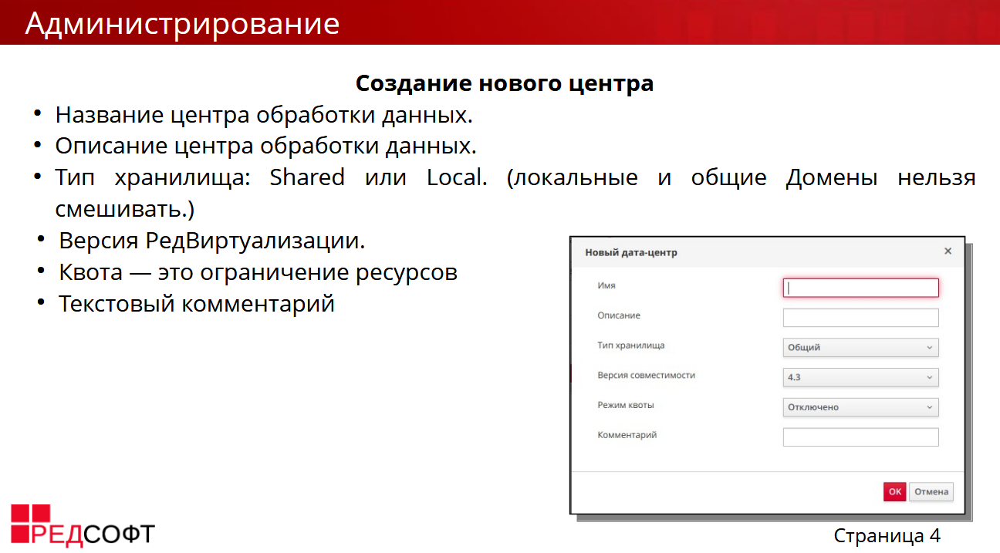 Администрирование
Создание нового центра
• Название центра обработки данных.
• Описание центра обработки данных.
• Тип хранилища: Shared или Local. (локальные и общие Домены нельзя
смешивать.)
• Версия РедВиртуализации.
• Квота — это ограничение ресурсов
• Текстовый комментарий
Новый дата-центр ×
Имя
Описание
Тип хранилища Общий
Версия совместимости 4.3
Режим квоты Отключено
Комментарий
OK Отмена
РЕДСОФТ
Страница 4